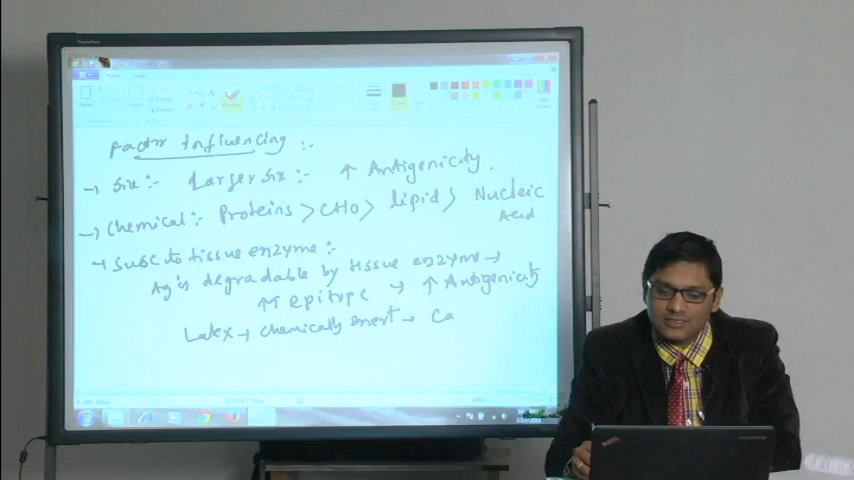 Factors Influencing :-
→ Size :- Larger size :- ↑ Antigenicity.
→ Chemical :- Proteins > CHO > lipid > Nucleic Acid
→ Susc to tissue enzyme :-
Ag is degradable by tissue enzyme →
↑↑ epitope → ↑ Antigenicity
Latex → chemically inert → Ca